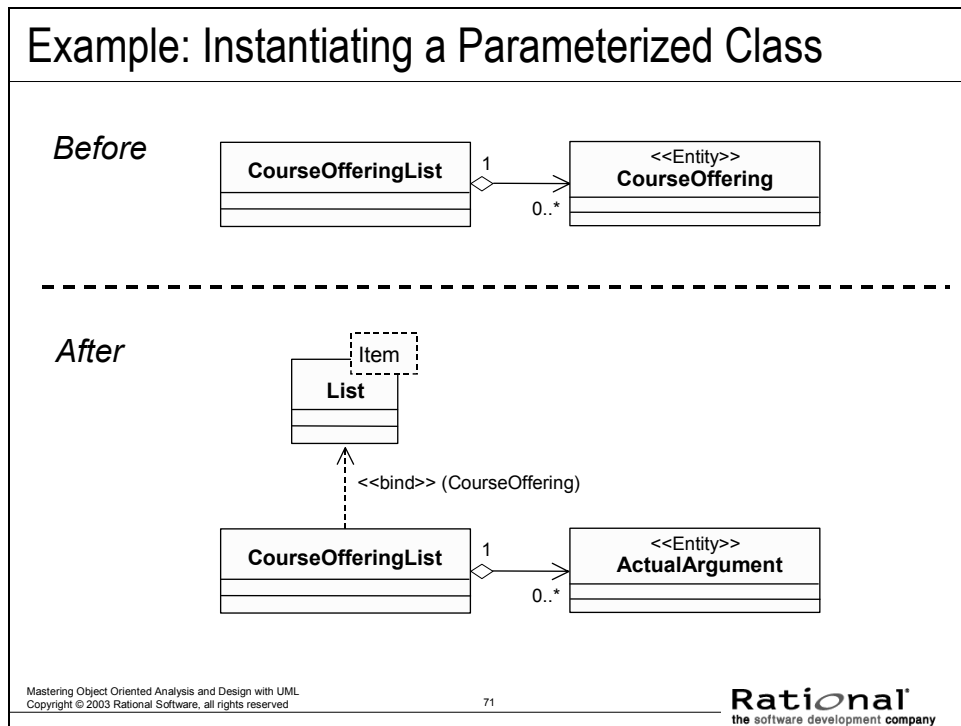 Example: Instantiating a Parameterized Class
Before
CourseOfferingList
1
0..*
<<Entity>>
CourseOffering
After
Item
List
<<bind>> (CourseOffering)
CourseOfferingList
1
0..*
<<Entity>>
ActualArgument
Mastering Object Oriented Analysis and Design with UML
Copyright © 2003 Rational Software, all rights reserved
71
Rational
the software development company